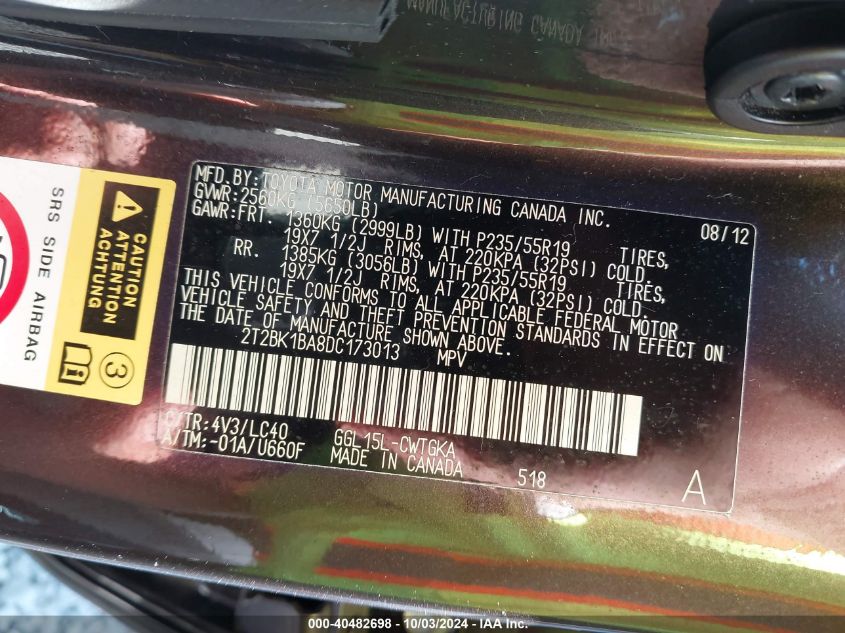 MANUFACTURING CANADA INC.
MFD. BY: TOYOTA MOTOR MANUFACTURING CANADA INC. 08/12
GVWR: 2560KG (5650LB)
GAWR: FRT. 1360KG (2999LB) WITH P235/55R19 TIRES,
19X7 1/2J RIMS, AT 220KPA (32PSI) COLD
RR. 1385KG (3056LB) WITH P235/55R19 TIRES,
19X7 1/2J RIMS, AT 220KPA (32PSI) COLD.
THIS VEHICLE CONFORMS TO ALL APPLICABLE FEDERAL MOTOR
VEHICLE SAFETY AND THEFT PREVENTION STANDARDS IN EFFECT ON
THE DATE OF MANUFACTURE SHOWN ABOVE.
2T2BK1BA8DC173013 MPV
C/TR: 4V3/LC40 GGL15L-CWTGKA
A/TM: -01A/U660F MADE IN CANADA 518 A
SRS SIDE AIRBAG
CAUTION
ATTENTION
ACHTUNG
3
000-40482698 - 10/03/2024 - IAA Inc.